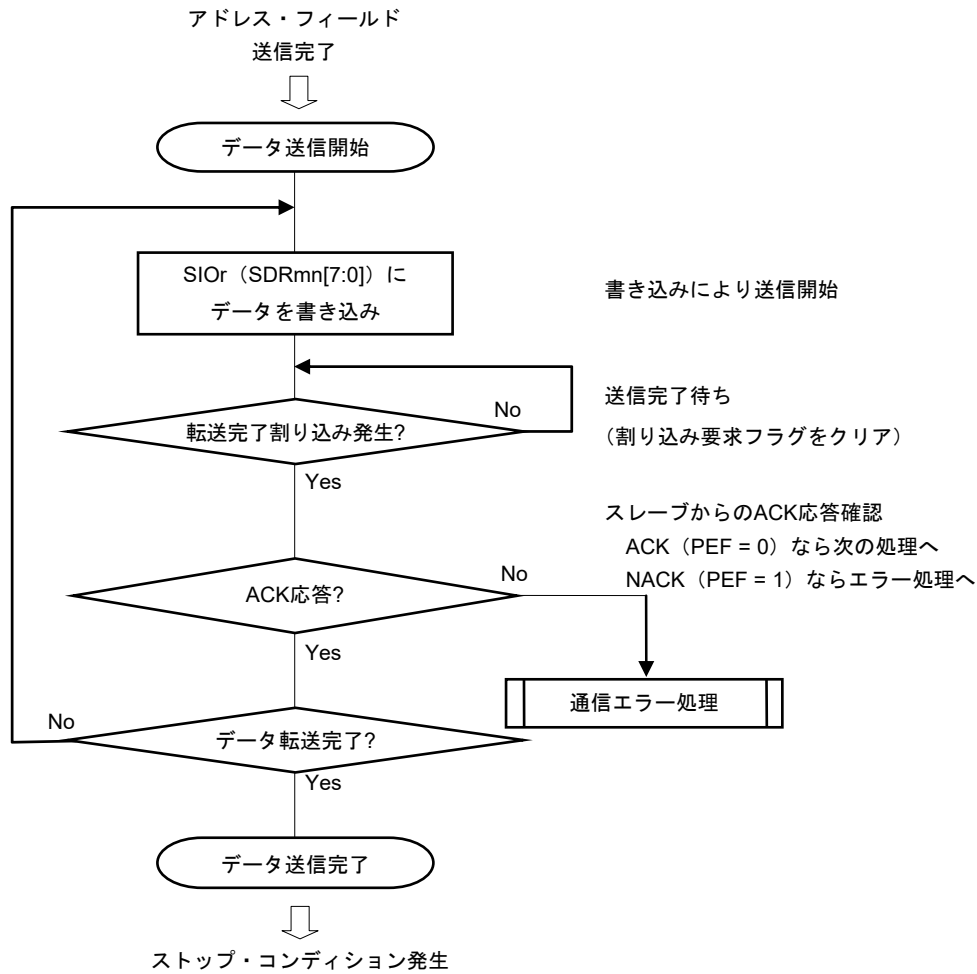 アドレス・フィールド
送信完了
データ送信開始
SIOr（SDRmn[7:0]）に
データを書き込み
書き込みにより送信開始
転送完了割り込み発生?
No
Yes
送信完了待ち
（割り込み要求フラグをクリア）
スレーブからのACK応答確認
ACK（PEF = 0）なら次の処理へ
NACK（PEF = 1）ならエラー処理へ
ACK応答?
No
Yes
通信エラー処理
データ転送完了?
No
Yes
データ送信完了
ストップ・コンディション発生